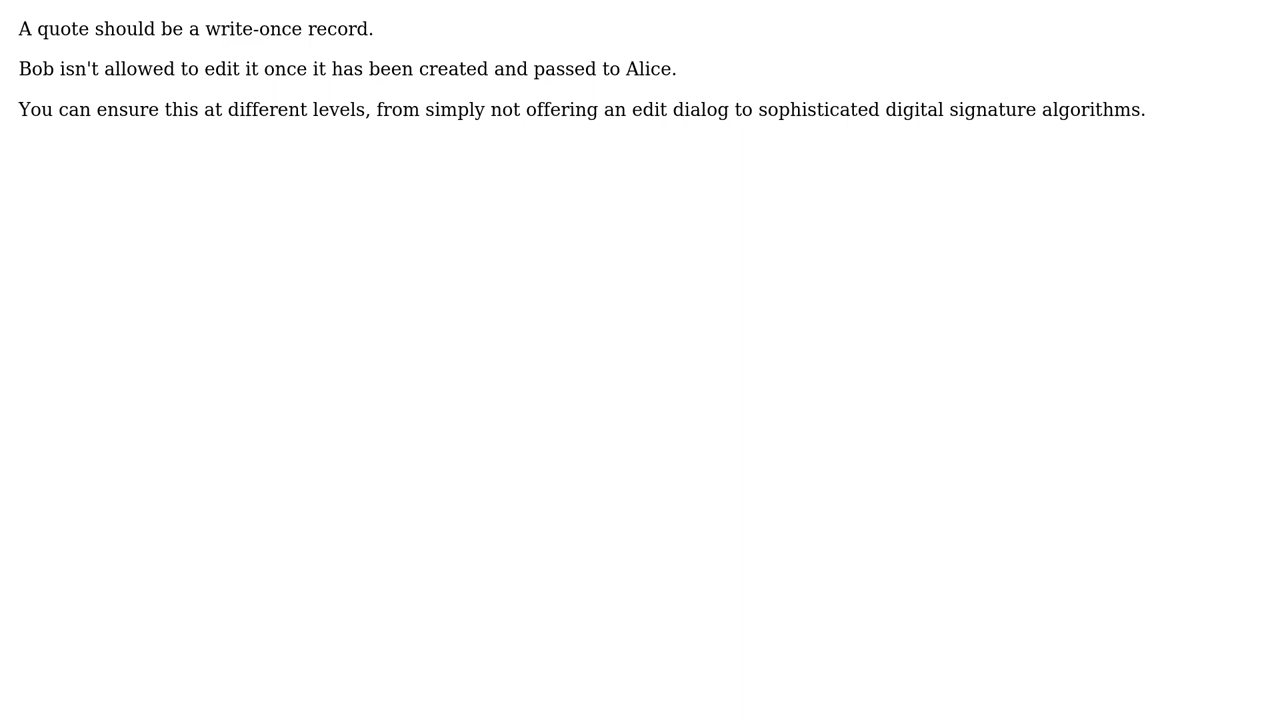 A quote should be a write-once record.
Bob isn't allowed to edit it once it has been created and passed to Alice.
You can ensure this at different levels, from simply not offering an edit dialog to sophisticated digital signature algorithms.